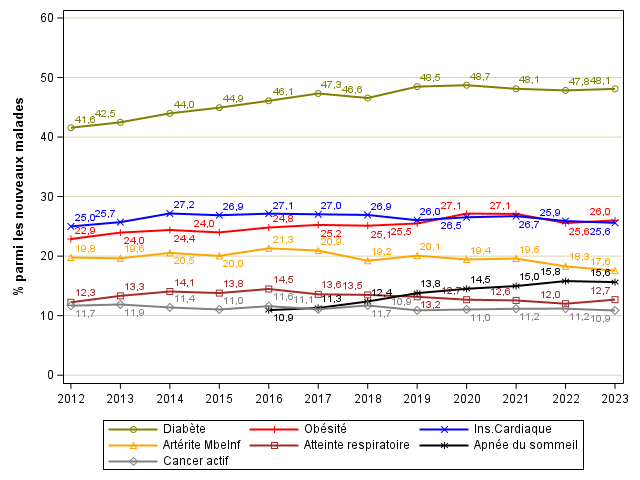 % parmi les nouveaux malades
60
50
40
30
20
10
0
41,6 42,5 44,0 44,9 46,1 47,3 46,6 48,5 48,7 48,1 47,8 48,1
22,9 24,0 24,4 24,0 24,8 25,2 25,1 25,5 27,1 27,1 25,6 26,0
25,0 25,7 27,2 26,9 27,1 27,0 26,9 26,0 26,5 26,7 25,9 25,6
19,8 19,6 20,5 20,0 21,3 20,9 19,2 20,1 19,4 19,6 18,3 17,6
12,3 13,3 14,1 13,8 14,5 13,6 13,5 13,2 12,7 12,6 12,0 12,7
10,9 11,3 12,4 13,8 14,5 15,0 15,8 15,6
11,7 11,9 11,4 11,0 11,6 11,1 11,7 10,9 11,0 11,2 11,2 10,9
2012 2013 2014 2015 2016 2017 2018 2019 2020 2021 2022 2023
Diabète Obésité Ins.Cardiaque
Artérite MbeInf Atteinte respiratoire Apnée du sommeil
Cancer actif